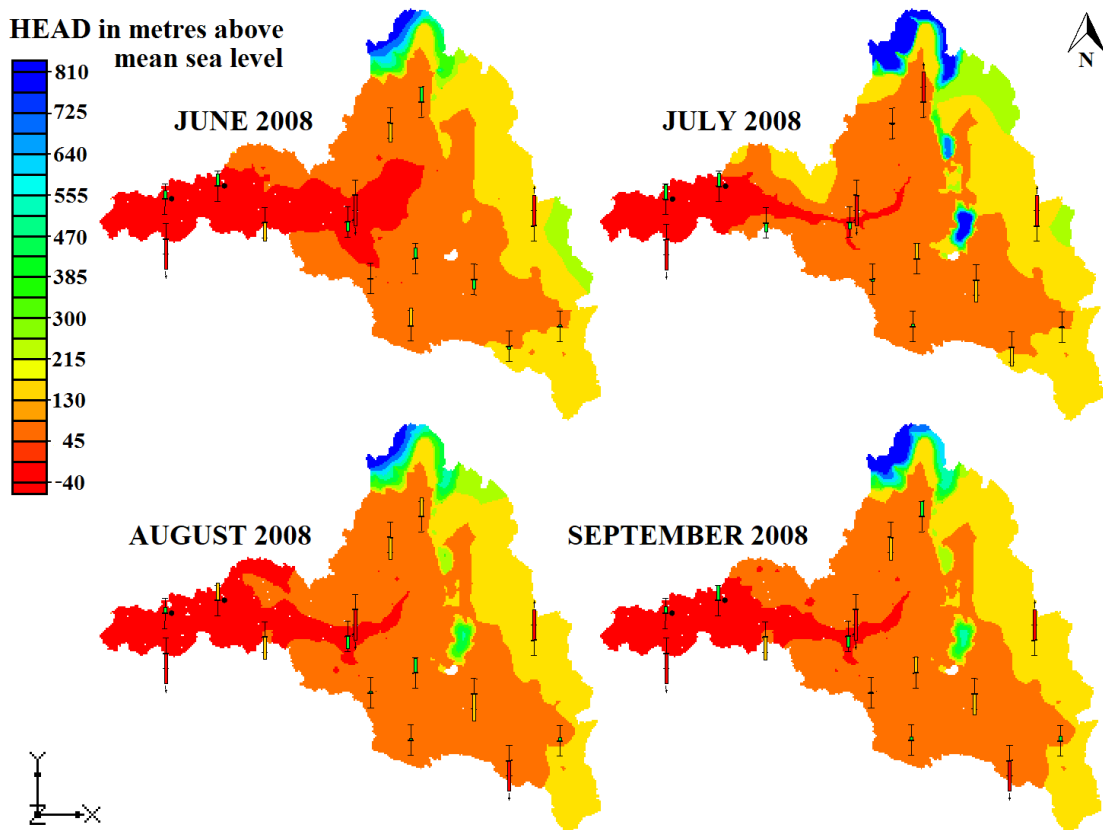 HEAD in metres above
mean sea level
N
810
725
640
555
470
385
300
215
130
45
-40
JUNE 2008
JULY 2008
AUGUST 2008
SEPTEMBER 2008
Y
Z
X